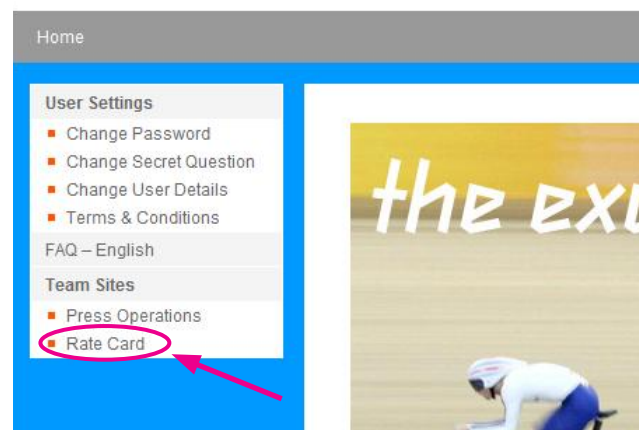 Home
User Settings
Change Password
Change Secret Question
Change User Details
Terms & Conditions
FAQ – English
Team Sites
Press Operations
Rate Card
the